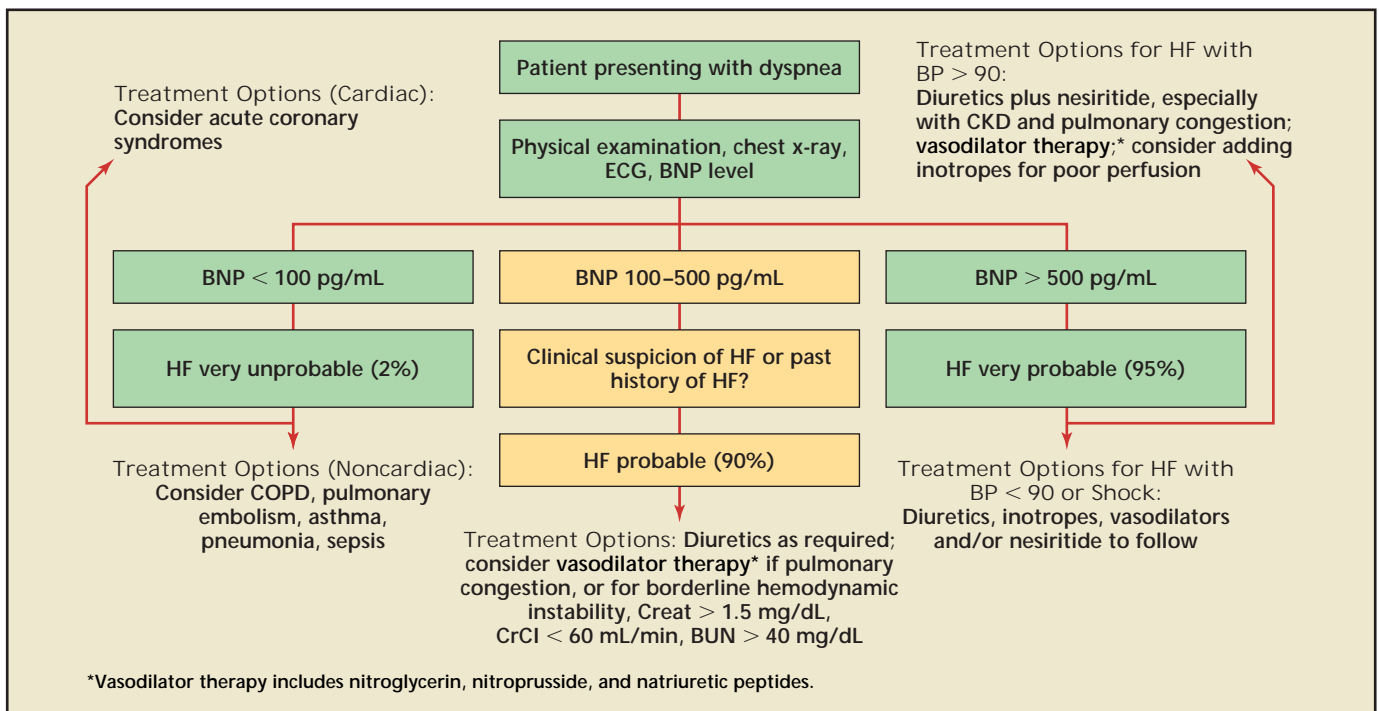 Patient presenting with dyspnea
Physical examination, chest x-ray,
ECG, BNP level
Treatment Options (Cardiac):
Consider acute coronary
syndromes
Treatment Options for HF with
BP > 90:
Diuretics plus nesiritide, especially
with CKD and pulmonary congestion;
vasodilator therapy;* consider adding
inotropes for poor perfusion
BNP < 100 pg/mL
HF very unprobable (2%)
Treatment Options (Noncardiac):
Consider COPD, pulmonary
embolism, asthma,
pneumonia, sepsis
BNP 100–500 pg/mL
Clinical suspicion of HF or past
history of HF?
HF probable (90%)
Treatment Options: Diuretics as required;
consider vasodilator therapy* if pulmonary
congestion, or for borderline hemodynamic
instability, Creat > 1.5 mg/dL,
CrCl < 60 mL/min, BUN > 40 mg/dL
BNP > 500 pg/mL
HF very probable (95%)
Treatment Options for HF with
BP < 90 or Shock:
Diuretics, inotropes, vasodilators
and/or nesiritide to follow
*Vasodilator therapy includes nitroglycerin, nitroprusside, and natriuretic peptides.